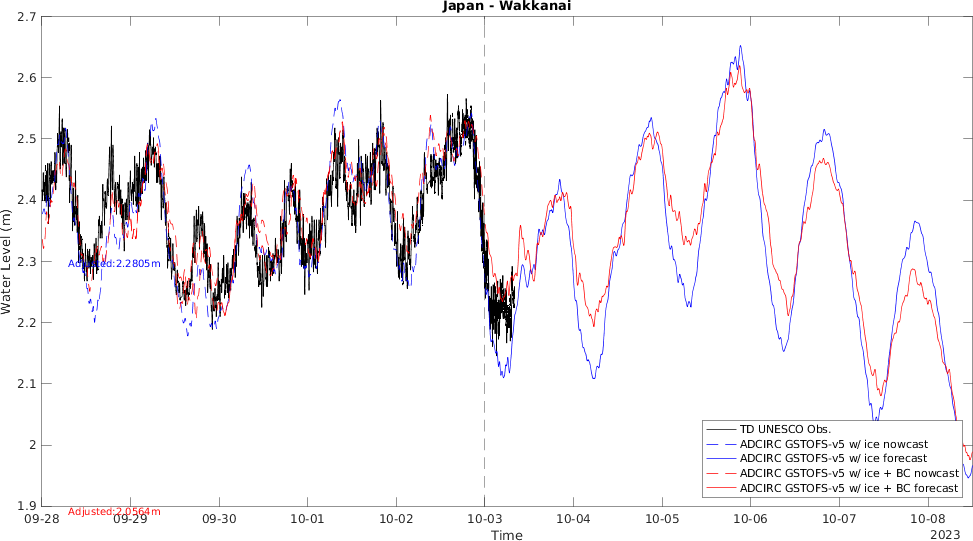 Japan - Wakkanai
2.7
2.6
2.5
2.4
2.3
2.2
2.1
2
1.9
Water Level (m)
Adjusted:2.2805m
Adjusted:2.0564m
TD UNESCO Obs.
ADCIRC GSTOFS-v5 w/ ice nowcast
ADCIRC GSTOFS-v5 w/ ice forecast
ADCIRC GSTOFS-v5 w/ ice + BC nowcast
ADCIRC GSTOFS-v5 w/ ice + BC forecast
09-28 09-29 09-30 10-01 10-02 10-03 10-04 10-05 10-06 10-07 10-08
2023
Time